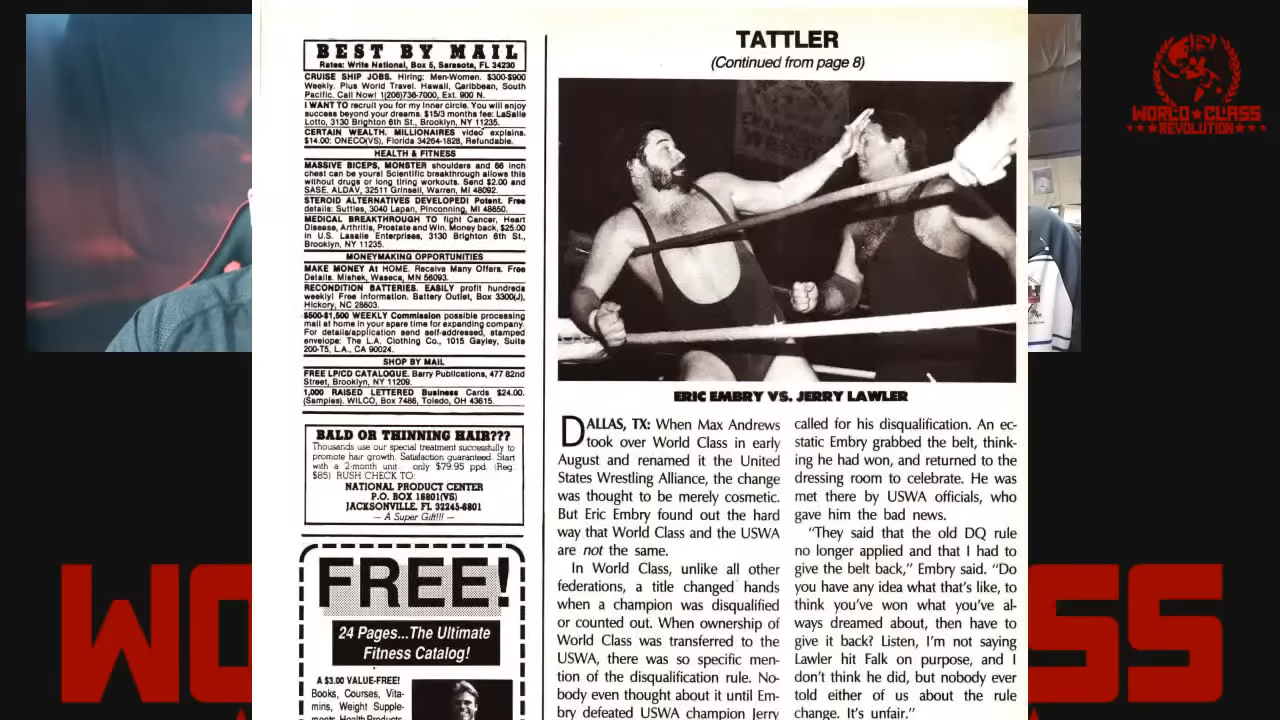 BEST BY MAIL
Rates: Write National, Box 5, Sarasota, FL 34230
CRUISE SHIP JOBS. Hiring: Men-Women. $300-$900
Weekly. Plus World Travel. Hawaii, Caribbean, South
Pacific. Call Now! 1(206)736-7000, Ext. 900 N.
I WANT TO recruit you for my inner circle. You will enjoy
success beyond your dreams. $15/3 months fee: LaSalle
Lotto, 3130 Brighton 6th St., Brooklyn, NY 11235.
CERTAIN WEALTH. MILLIONAIRES video explains.
$14.00: ONECO(VS), Florida 34264-1828, Refundable.
HEALTH & FITNESS
MASSIVE BICEPS, MONSTER shoulders and 66 inch
chest can be yours! Scientific breakthrough allows this
without drugs or long tiring workouts. Send $2.00 and
SASE. ALDAV, 32511 Grinsell, Warren, MI 48092.
STEROID ALTERNATIVES DEVELOPED! Potent. Free
details: Suttles, 3040 Lapan, Pinconning, MI 48650.
MEDICAL BREAKTHROUGH TO fight Cancer, Heart
Disease, Arthritis, Prostate and Win. Money back, $25.00
in U.S. Lasalle Enterprises, 3130 Brighton 6th St.,
Brooklyn, NY 11235.
MONEYMAKING OPPORTUNITIES
MAKE MONEY At HOME. Receive Many Offers. Free
Details. Mishek, Waseca, MN 56093.
RECONDITION BATTERIES. EASILY profit hundreds
weekly! Free information. Battery Outlet, Box 3300(J),
Hickory, NC 28603.
$500-$1,500 WEEKLY Commission possible processing
mail at home in your spare time for expanding company.
For details/application send self-addressed, stamped
envelope: The L.A. Clothing Co., 1015 Gayley, Suite
200-T5, L.A., CA 90024.
SHOP BY MAIL
FREE LP/CD CATALOGUE. Barry Publications, 477 82nd
Street, Brooklyn, NY 11209.
1,000 RAISED LETTERED Business Cards $24.00.
(Samples). WILCO, Box 7486, Toledo, OH 43615.
BALD OR THINNING HAIR???
Thousands use our special treatment successfully to
promote hair growth. Satisfaction guaranteed. Start
with a 2-month unit only $79.95 ppd. (Reg.
$85) RUSH CHECK TO:
NATIONAL PRODUCT CENTER
P.O. BOX 16801(VS)
JACKSONVILLE, FL 32245-6801
— A Super Gift!!! —
FREE!
24 Pages...The Ultimate
Fitness Catalog!
A $3.00 VALUE-FREE!
Books, Courses, Vita-
mins, Weight Supple-
ments Health Products
TATTLER
(Continued from page 8)
ERIC EMBRY VS. JERRY LAWLER
DALLAS, TX: When Max Andrews
took over World Class in early
August and renamed it the United
States Wrestling Alliance, the change
was thought to be merely cosmetic.
But Eric Embry found out the hard
way that World Class and the USWA
are not the same.
In World Class, unlike all other
federations, a title changed hands
when a champion was disqualified
or counted out. When ownership of
World Class was transferred to the
USWA, there was so specific men-
tion of the disqualification rule. No-
body even thought about it until Em-
bry defeated USWA champion Jerry
called for his disqualification. An ec-
static Embry grabbed the belt, think-
ing he had won, and returned to the
dressing room to celebrate. He was
met there by USWA officials, who
gave him the bad news.
"They said that the old DQ rule
no longer applied and that I had to
give the belt back," Embry said. "Do
you have any idea what that's like, to
think you've won what you've al-
ways dreamed about, then have to
give it back? Listen, I'm not saying
Lawler hit Falk on purpose, and I
don't think he did, but nobody ever
told either of us about the rule
change. It's unfair."
WORLD CLASS
REVOLUTION